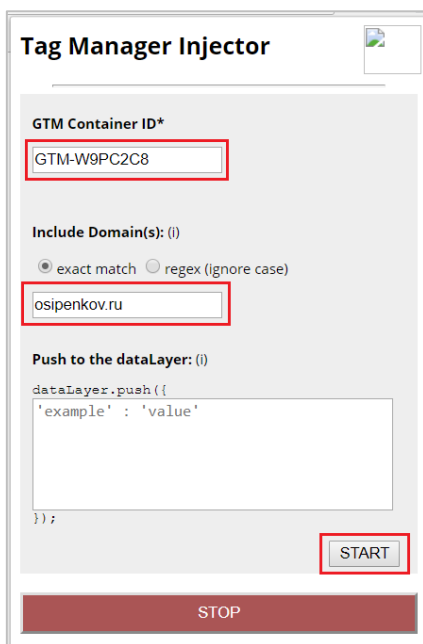 Tag Manager Injector
GTM Container ID*
GTM-W9PC2C8
Include Domain(s): (i)
exact match regex (ignore case)
osipenkov.ru
Push to the dataLayer: (i)
dataLayer.push({
'example' : 'value'
});
START
STOP